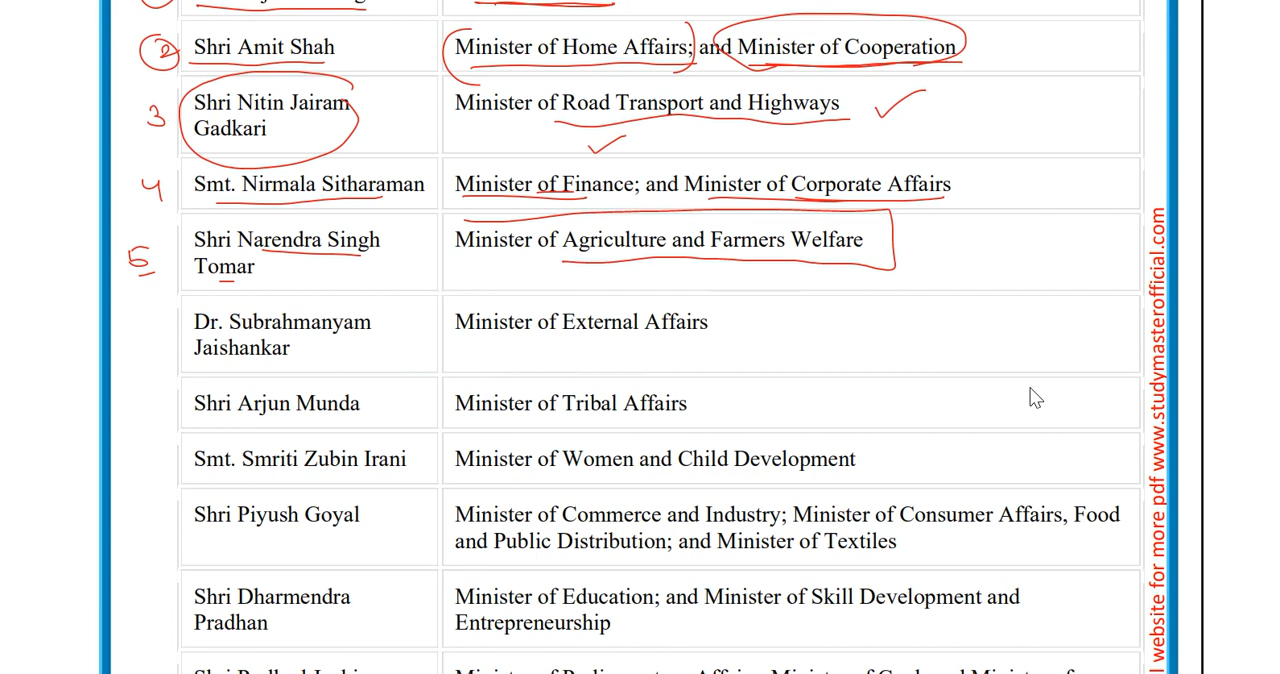 2 Shri Amit Shah Minister of Home Affairs; and Minister of Cooperation
3 Shri Nitin Jairam Minister of Road Transport and Highways
Gadkari
4 Smt. Nirmala Sitharaman Minister of Finance; and Minister of Corporate Affairs
5 Shri Narendra Singh Minister of Agriculture and Farmers Welfare
Tomar
Dr. Subrahmanyam Minister of External Affairs
Jaishankar
Shri Arjun Munda Minister of Tribal Affairs
Smt. Smriti Zubin Irani Minister of Women and Child Development
Shri Piyush Goyal Minister of Commerce and Industry; Minister of Consumer Affairs, Food
and Public Distribution; and Minister of Textiles
Shri Dharmendra Minister of Education; and Minister of Skill Development and
Pradhan Entrepreneurship
website for more pdf www.studymasterofficial.com